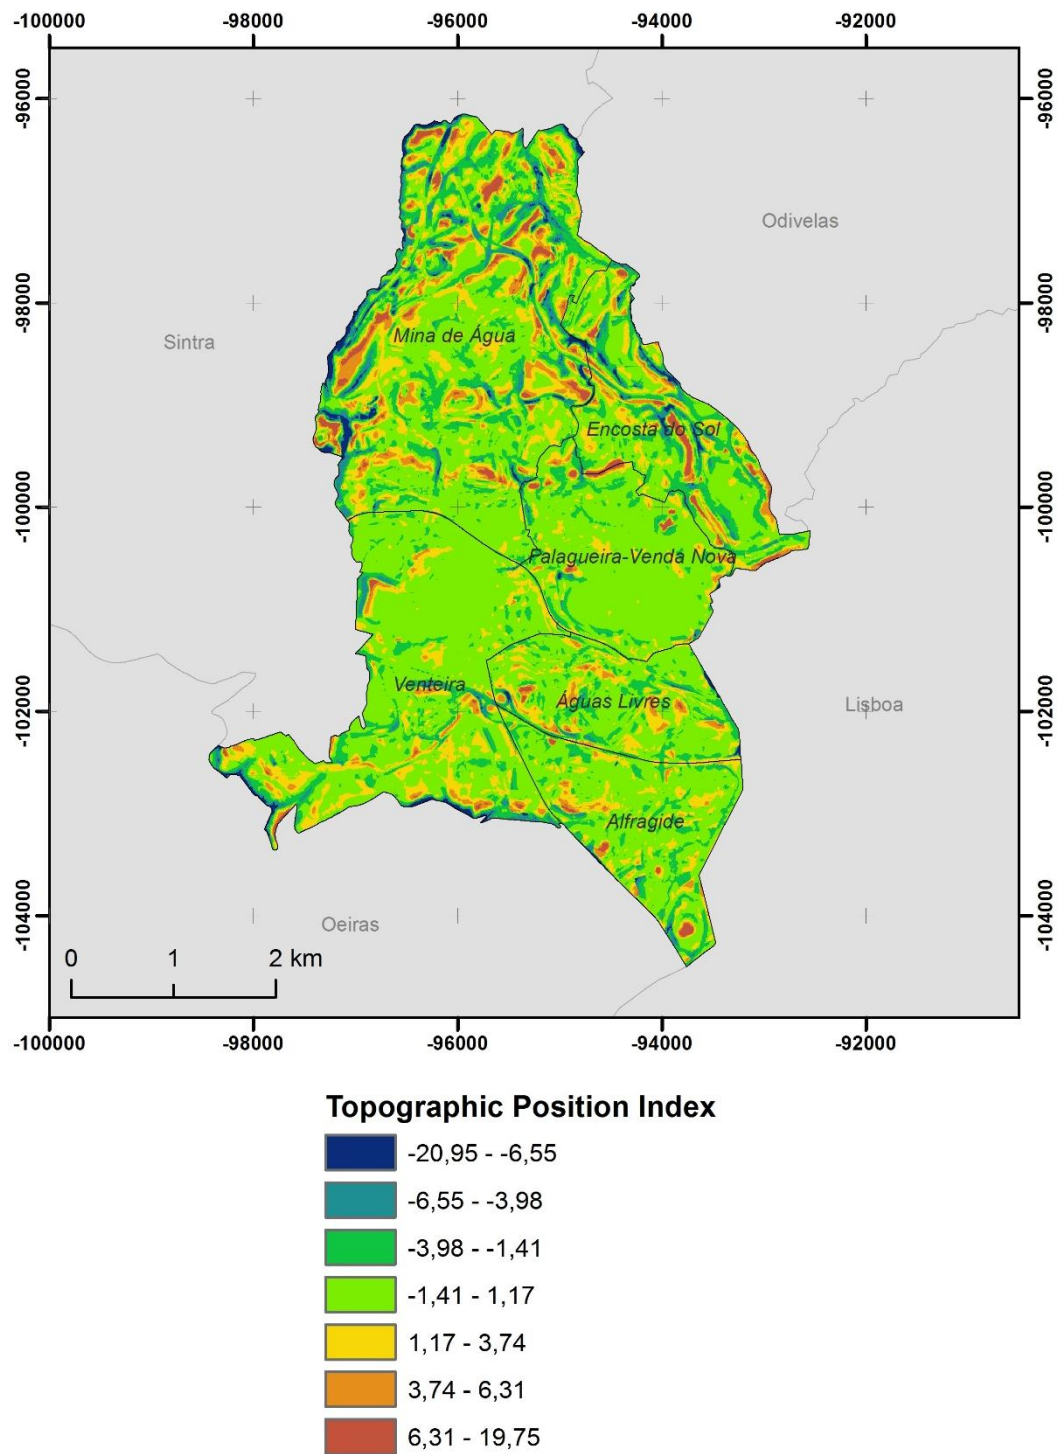 -100000 -98000 -96000 -94000 -92000
-96000 -96000
Odivelas
-98000 -98000
Sintra
Mina de Água
Encosta do Sol
-100000 -100000
Falagueira-Venda Nova
Venteira
Águas Livres
-102000 -102000
Lisboa
Alfragide
-104000 -104000
Oeiras
0 1 2 km
-100000 -98000 -96000 -94000 -92000
Topographic Position Index
-20,95 - -6,55
-6,55 - -3,98
-3,98 - -1,41
-1,41 - 1,17
1,17 - 3,74
3,74 - 6,31
6,31 - 19,75